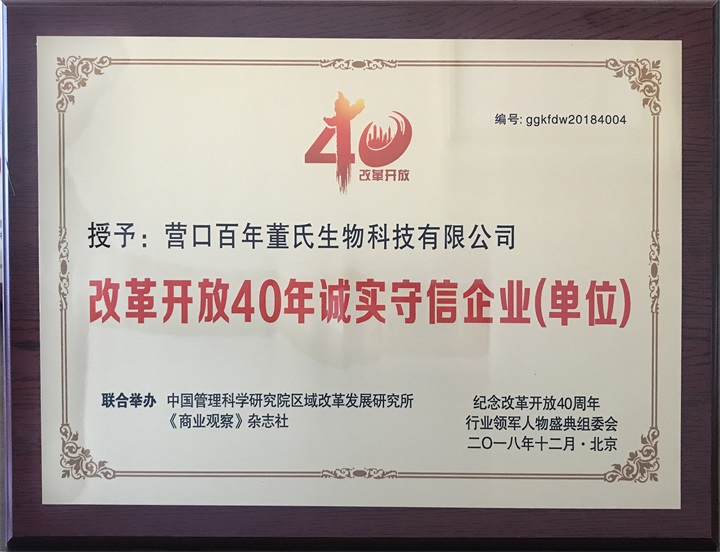 编号: ggkfdw20184004
40
改革开放
授予：营口百年董氏生物科技有限公司
改革开放40年诚实守信企业(单位)
联合举办 中国管理科学研究院区域改革发展研究所
《商业观察》杂志社
纪念改革开放40周年
行业领军人物盛典组委会
二〇一八年十二月·北京